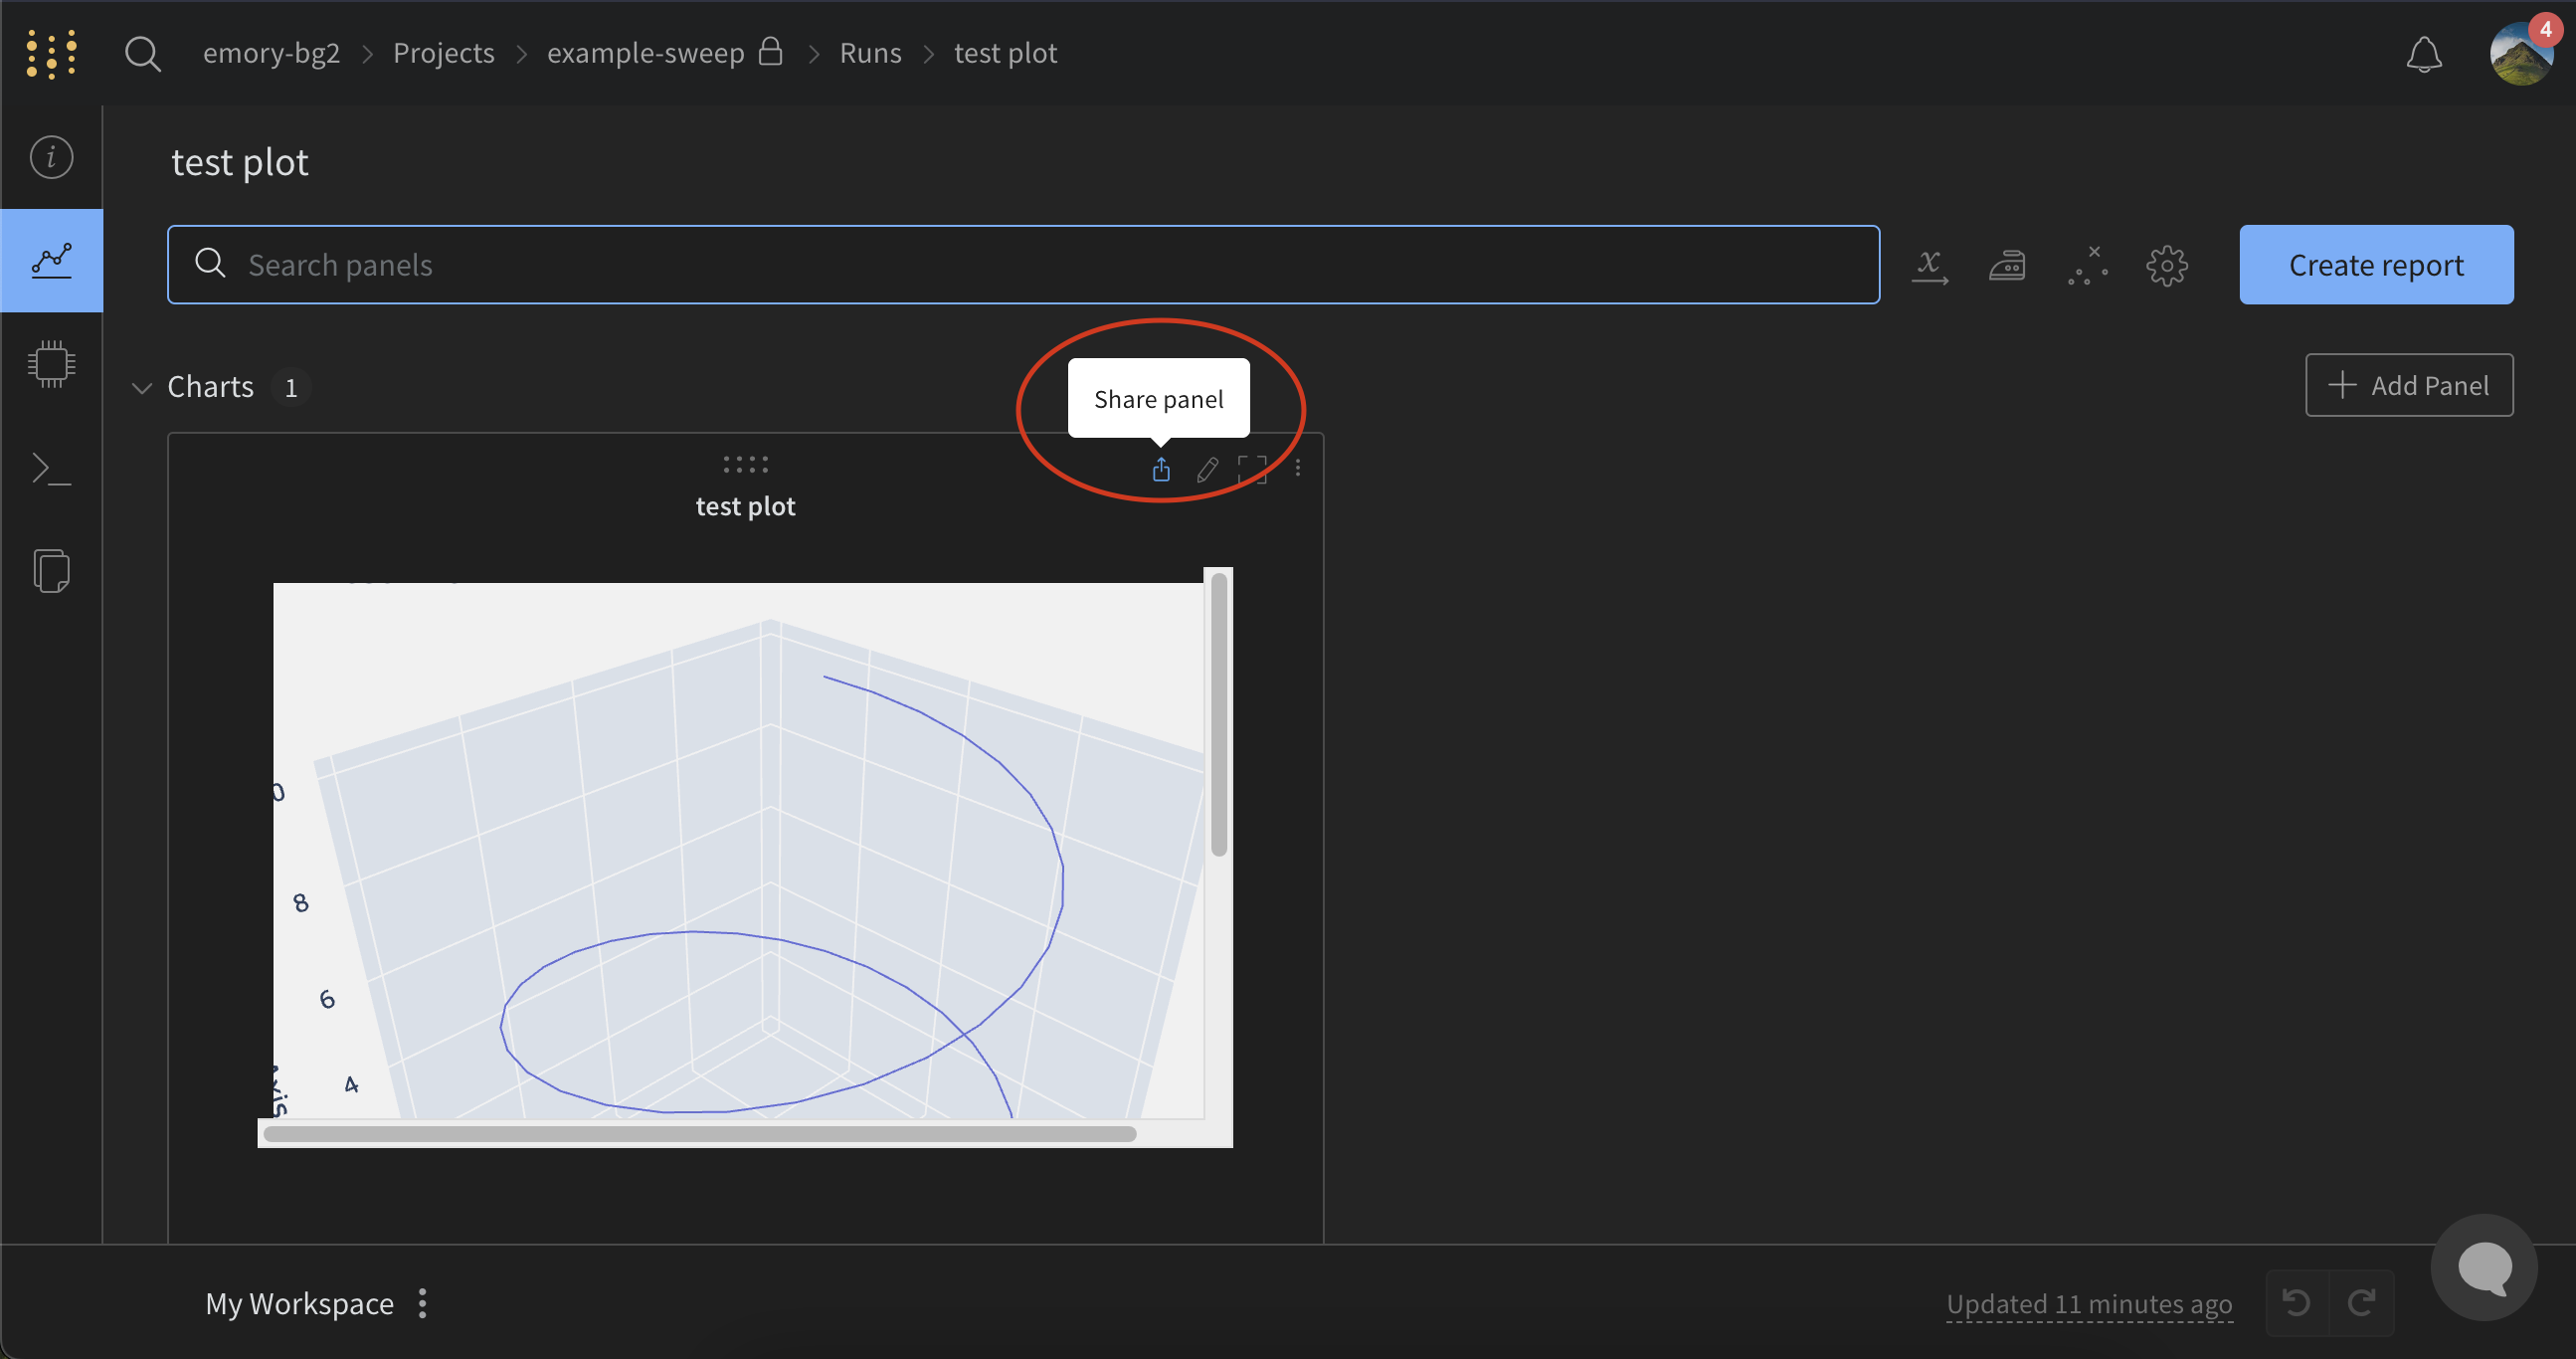 emory-bg2 > Projects > example-sweep > Runs > test plot
4
test plot
Search panels
Create report
Charts 1
Share panel
Add Panel
test plot
0
8
6
4
My Workspace
Updated 11 minutes ago